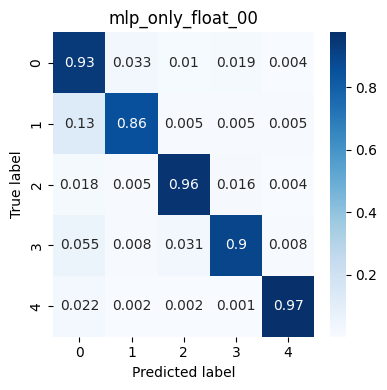 mlp_only_float_00
0 0.93 0.033 0.01 0.019 0.004
1 0.13 0.86 0.005 0.005 0.005
2 0.018 0.005 0.96 0.016 0.004
3 0.055 0.008 0.031 0.9 0.008
4 0.022 0.002 0.002 0.001 0.97
0 1 2 3 4
True label
Predicted label
0.8
0.6
0.4
0.2